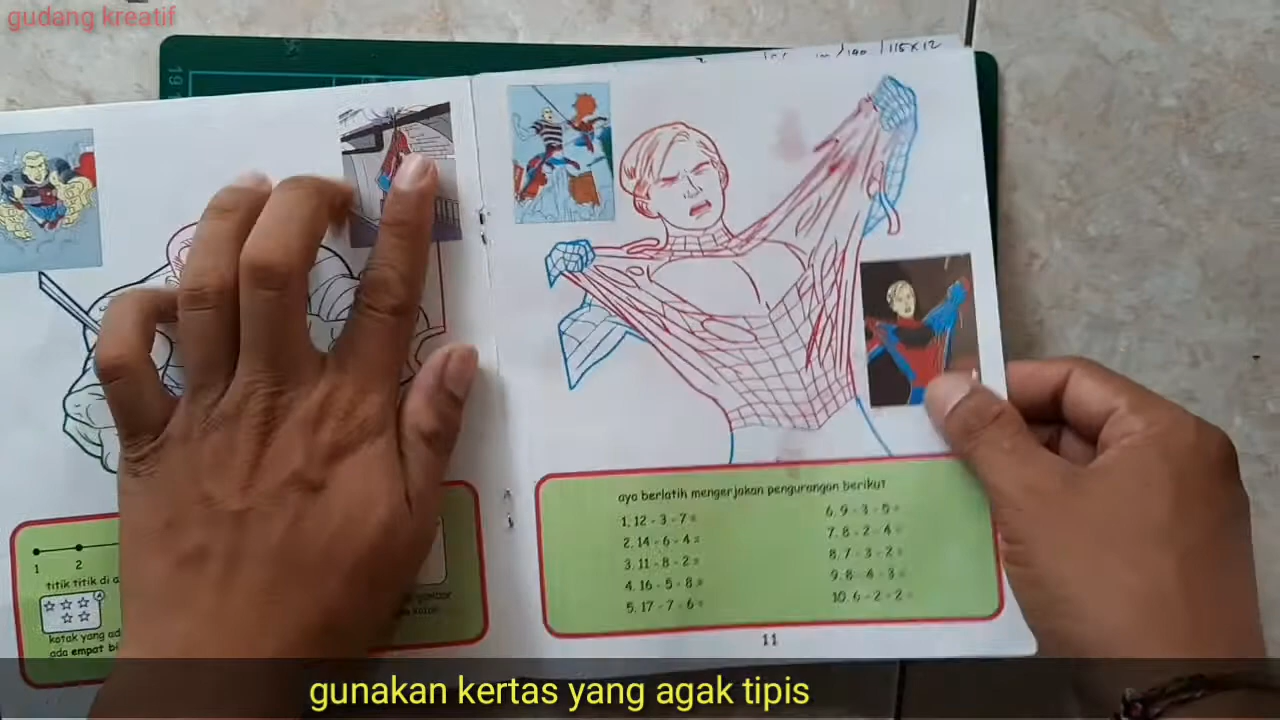 gudang kreatif
115 x 12
ayo berlatih mengerjakan pengurangan berikut
1. 12 - 3 - 7 =
2. 14 - 6 - 4 =
3. 11 - 8 - 2 =
4. 16 - 5 - 8 =
5. 17 - 7 - 6 =
6. 9 - 3 - 5 =
7. 8 - 2 - 4 =
8. 7 - 3 - 2 =
9. 8 - 4 - 3 =
10. 6 - 2 - 2 =
1 2
titik titik di a
kotak yang ad
ada empat bi
11
gunakan kertas yang agak tipis